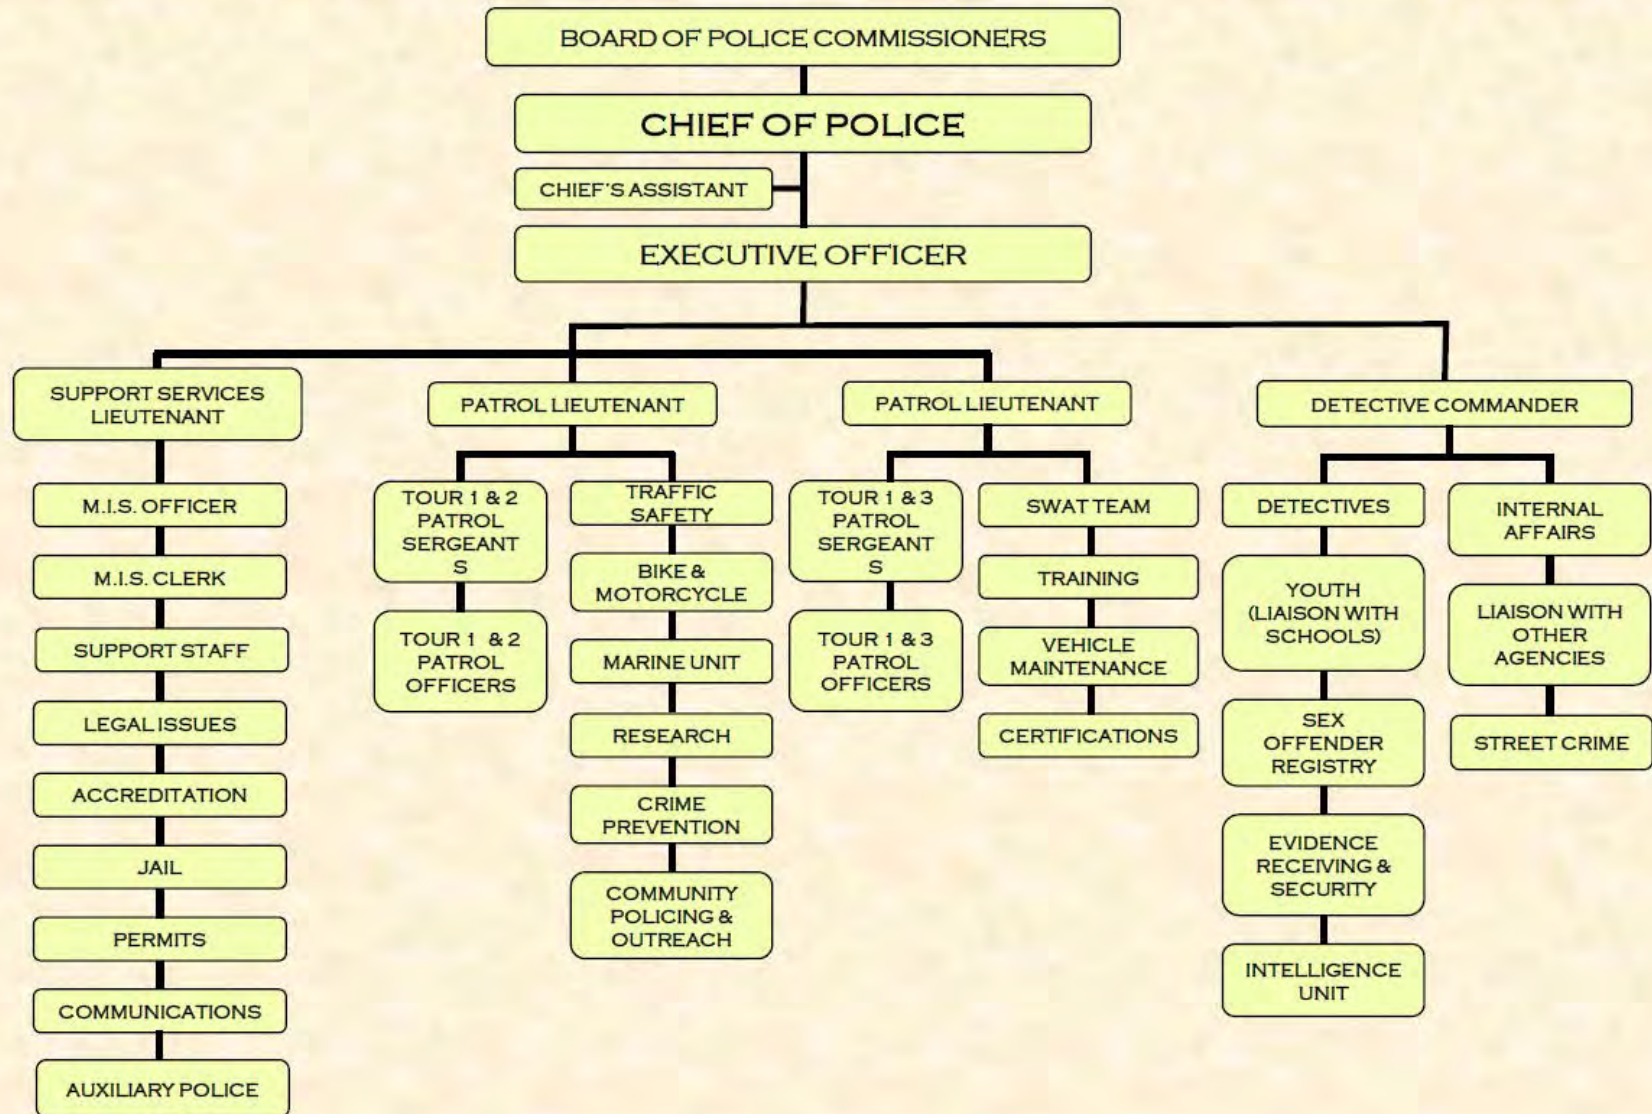 BOARD OF POLICE COMMISSIONERS
CHIEF OF POLICE
CHIEF'S ASSISTANT
EXECUTIVE OFFICER
SUPPORT SERVICES
LIEUTENANT
M.I.S. OFFICER
M.I.S. CLERK
SUPPORT STAFF
LEGAL ISSUES
ACCREDITATION
JAIL
PERMITS
COMMUNICATIONS
AUXILIARY POLICE
PATROL LIEUTENANT
TOUR 1 & 2
PATROL
SERGEANT
S
TOUR 1 & 2
PATROL
OFFICERS
TRAFFIC
SAFETY
BIKE &
MOTORCYCLE
MARINE UNIT
RESEARCH
CRIME
PREVENTION
COMMUNITY
POLICING &
OUTREACH
PATROL LIEUTENANT
TOUR 1 & 3
PATROL
SERGEANT
S
TOUR 1 & 3
PATROL
OFFICERS
SWAT TEAM
TRAINING
VEHICLE
MAINTENANCE
CERTIFICATIONS
DETECTIVE COMMANDER
DETECTIVES
YOUTH
(LIAISON WITH
SCHOOLS)
SEX
OFFENDER
REGISTRY
EVIDENCE
RECEIVING &
SECURITY
INTELLIGENCE
UNIT
INTERNAL
AFFAIRS
LIAISON WITH
OTHER
AGENCIES
STREET CRIME